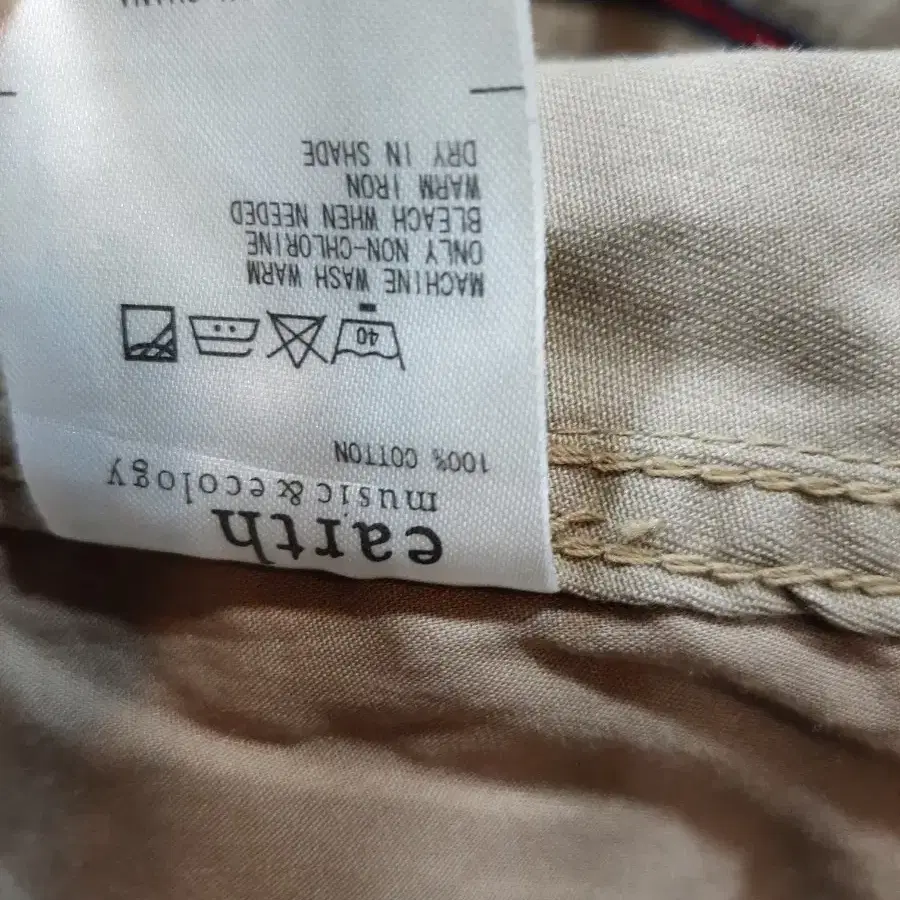 earth
music & ecology
100% COTTON
40
MACHINE WASH WARM
ONLY NON-CHLORINE
BLEACH WHEN NEEDED
WARM IRON
DRY IN SHADE